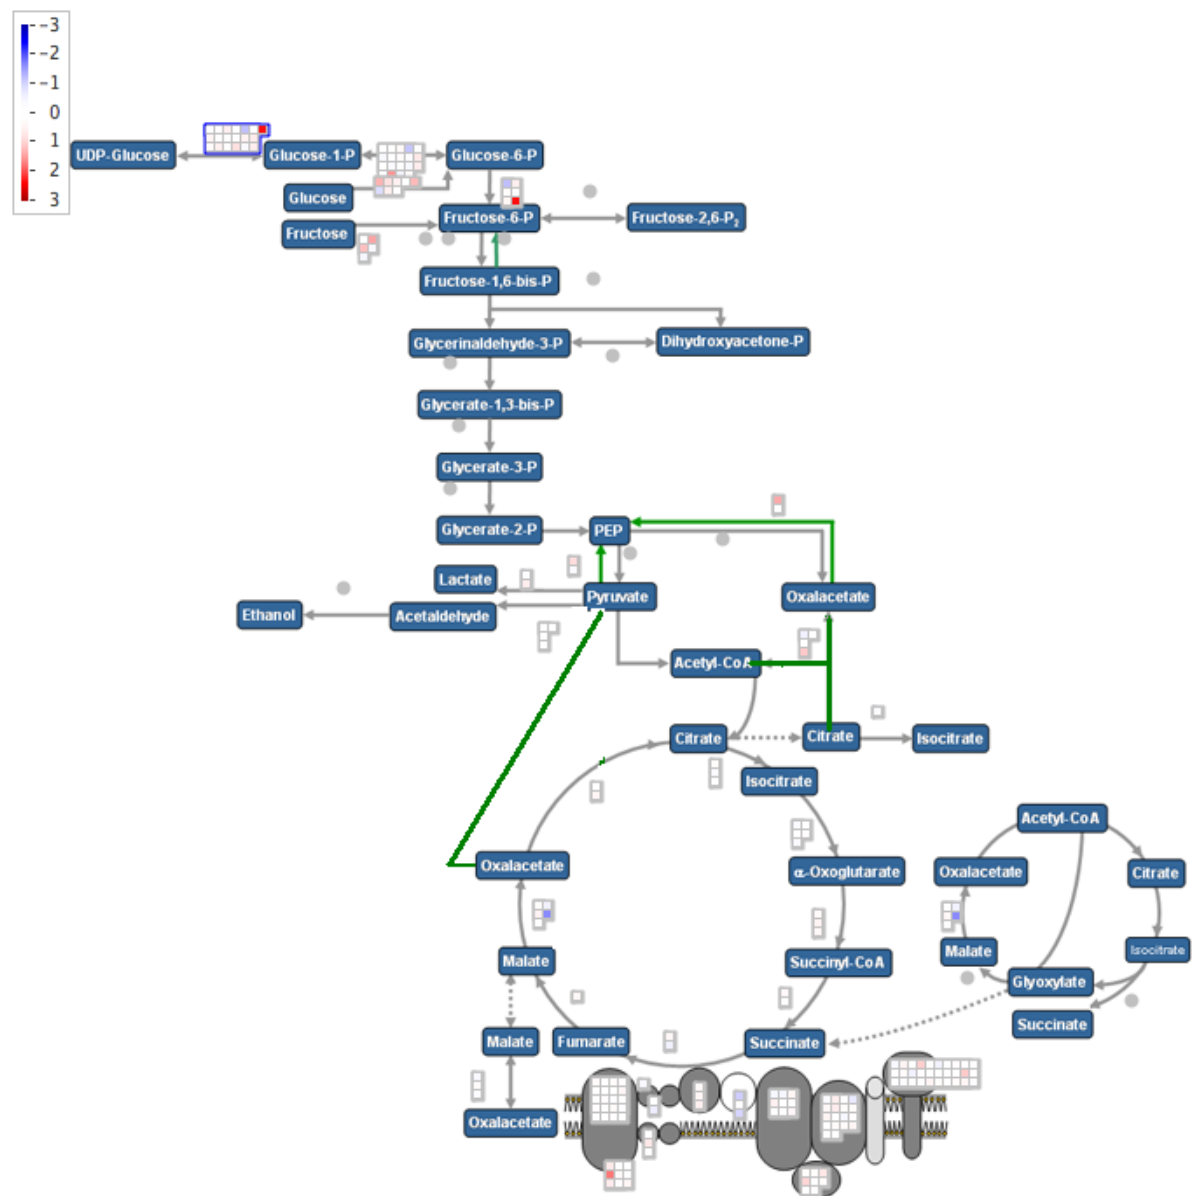 -3
-2
-1
0
1
2
3
UDP-Glucose
Glucose-1-P
Glucose-6-P
Glucose
Fructose-6-P
Fructose-2,6-P₂
Fructose
Fructose-1,6-bis-P
Glycerinaldehyde-3-P
Dihydroxyacetone-P
Glycerate-1,3-bis-P
Glycerate-3-P
Glycerate-2-P
PEP
Lactate
Pyruvate
Oxalacetate
Ethanol
Acetaldehyde
Acetyl-CoA
Citrate
Citrate
Isocitrate
Isocitrate
Acetyl-CoA
Oxalacetate
α-Oxoglutarate
Oxalacetate
Citrate
Malate
Succinyl-CoA
Malate
Isocitrate
Glyoxylate
Succinate
Malate
Fumarate
Succinate
Oxalacetate